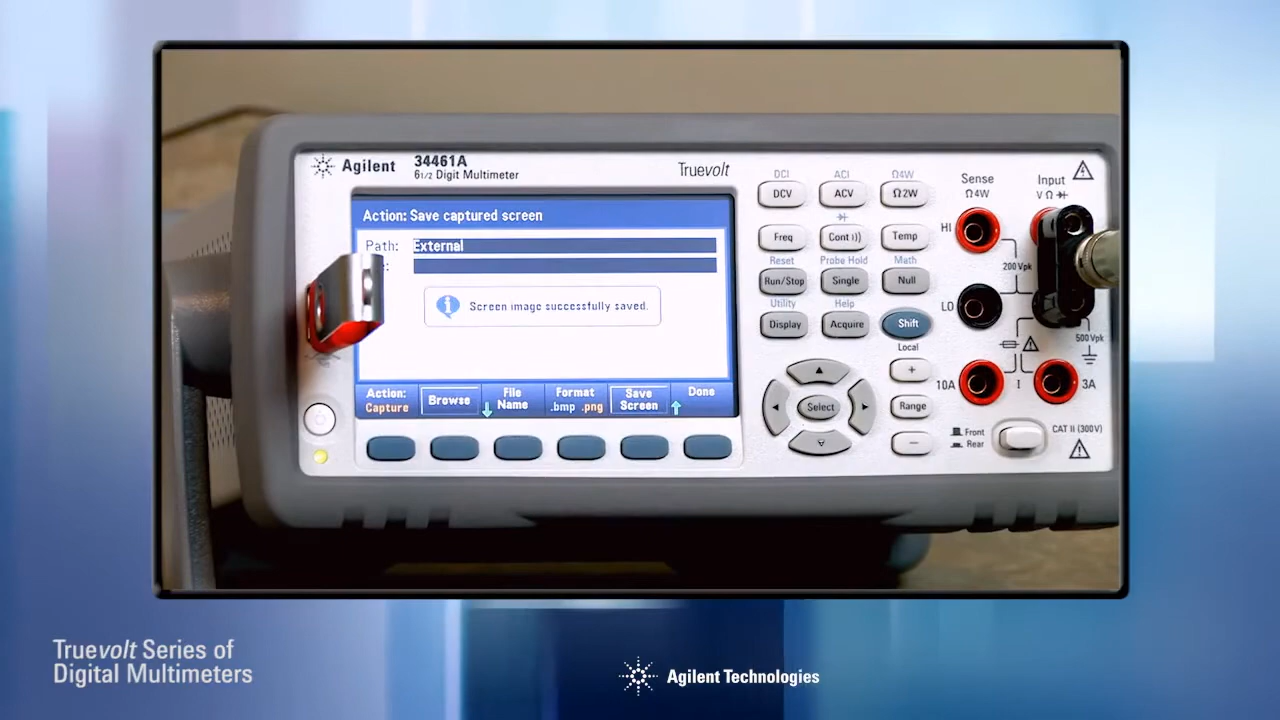 Agilent
34461A
6 1/2 Digit Multimeter
Truevolt
Action: Save captured screen
Path: External
:
Screen image successfully saved.
Action: Capture
Browse
File Name
Format .bmp .png
Save Screen
Done
DCI
DCV
ACI
ACV
Ω4W
Ω2W
Freq
Cont )))
Temp
Reset
Run/Stop
Probe Hold
Single
Math
Null
Utility
Display
Help
Acquire
Shift
Local
Select
+
Range
−
Sense
Ω4W
Input
V Ω
HI
200 Vpk
LO
500 Vpk
10A
I
3A
Front
Rear
CAT II (300V)
Truevolt Series of
Digital Multimeters
Agilent Technologies